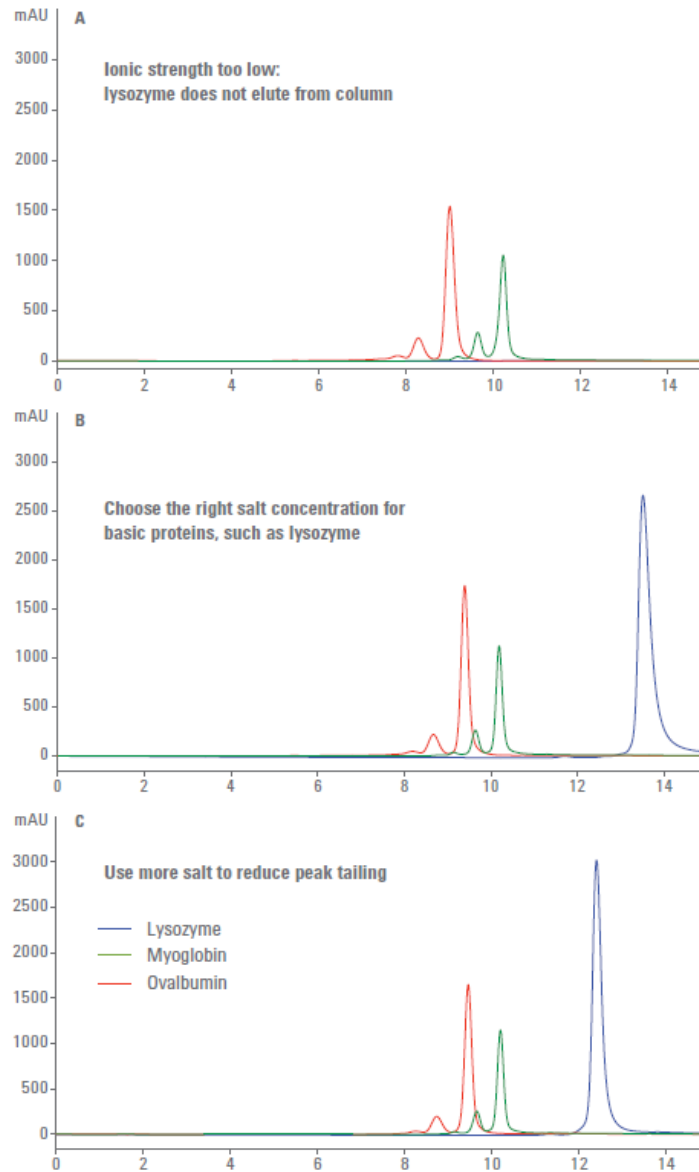 mAU
A
3000
Ionic strength too low:
lysozyme does not elute from column
2500
2000
1500
1000
500
0
0 2 4 6 8 10 12 14
mAU
B
3000
2500
Choose the right salt concentration for
basic proteins, such as lysozyme
2000
1500
1000
500
0
0 2 4 6 8 10 12 14
mAU
C
3000
Use more salt to reduce peak tailing
2500
Lysozyme
2000
Myoglobin
Ovalbumin
1500
1000
500
0
0 2 4 6 8 10 12 14